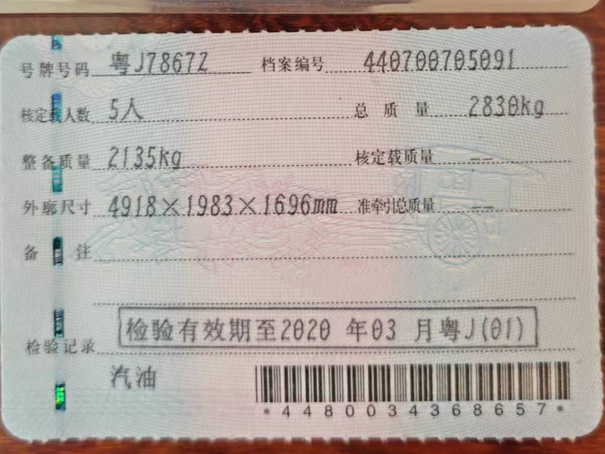 号牌号码 粤J7867Z 档案编号 440700705091
核定载人数 5人 总质量 2830kg
整备质量 2135kg 核定载质量 --
外廓尺寸 4918×1983×1696mm 准牵引总质量 --
备注
检验记录 检验有效期至2020 年03 月粤J(01)
汽油
*4480034368657*